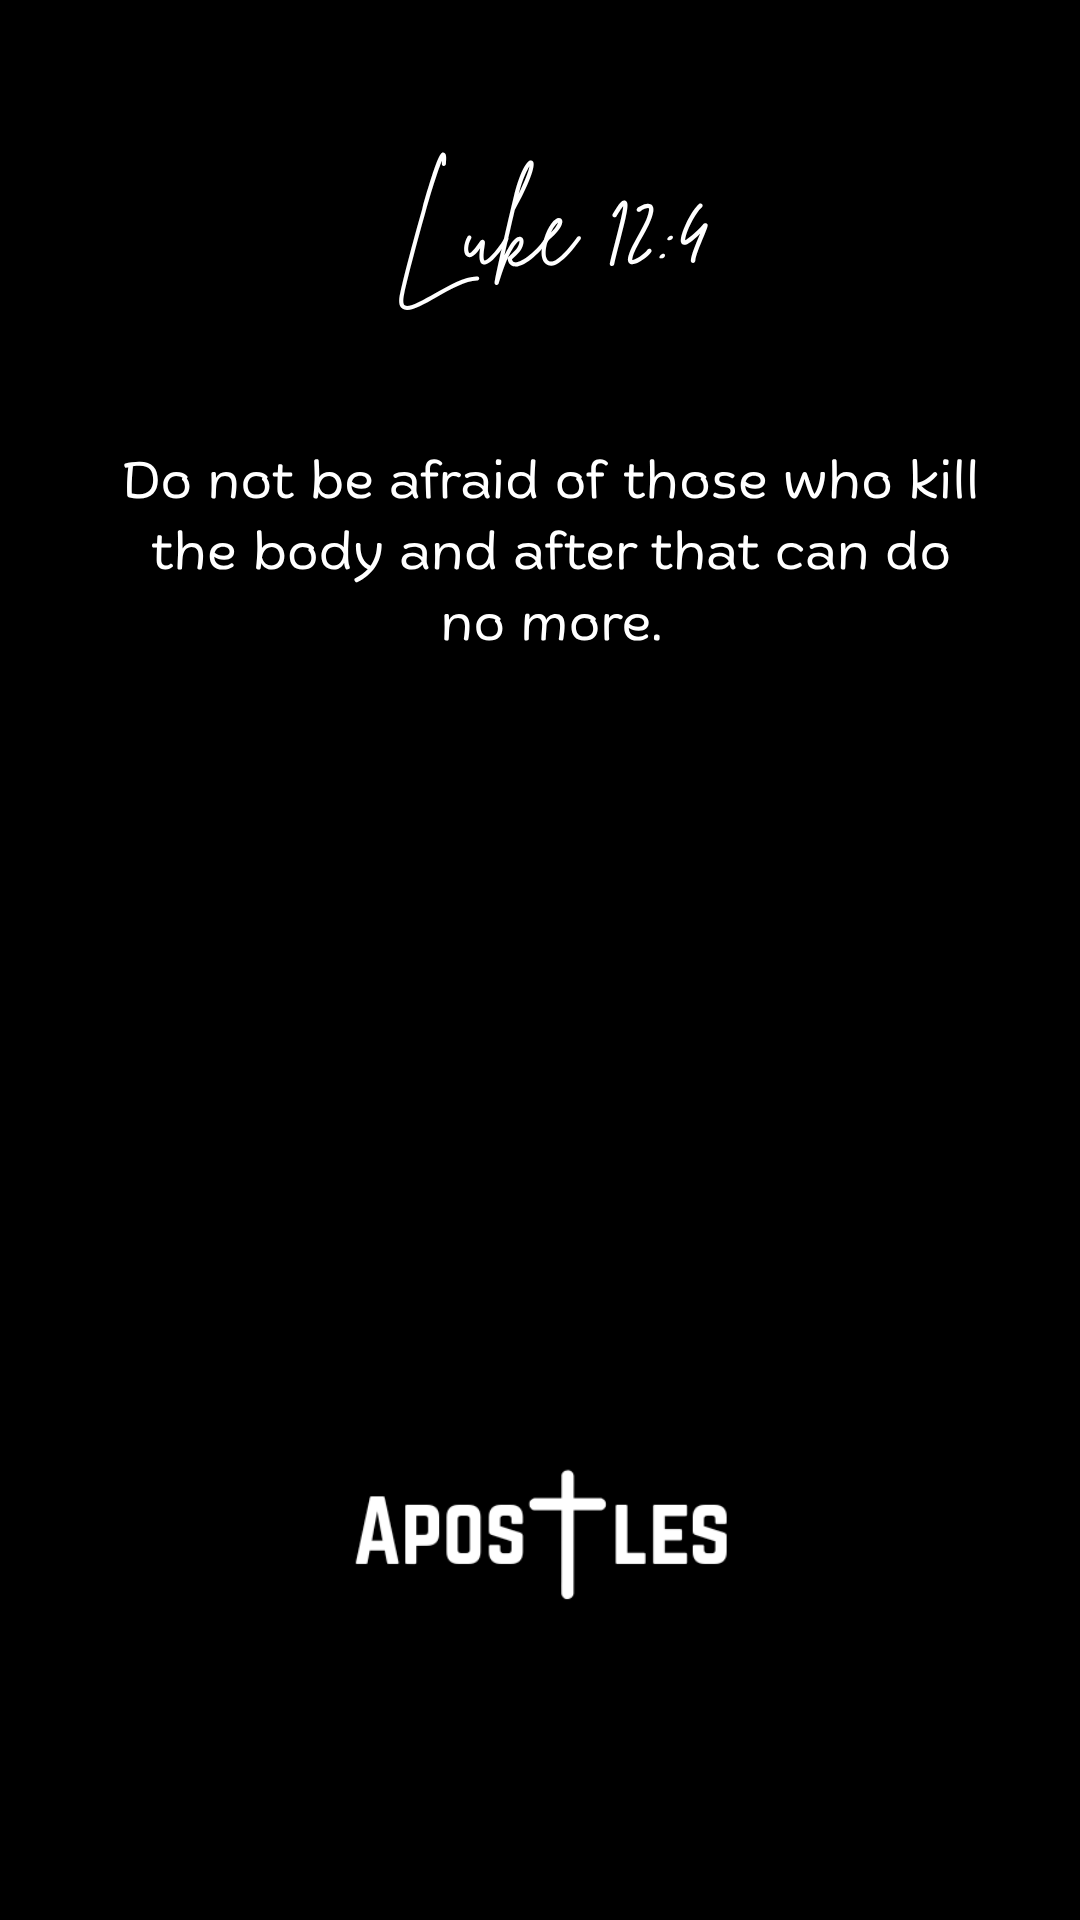 Luke 12:4
Do not be afraid of those who kill
the body and after that can do
no more.
APOSTLES